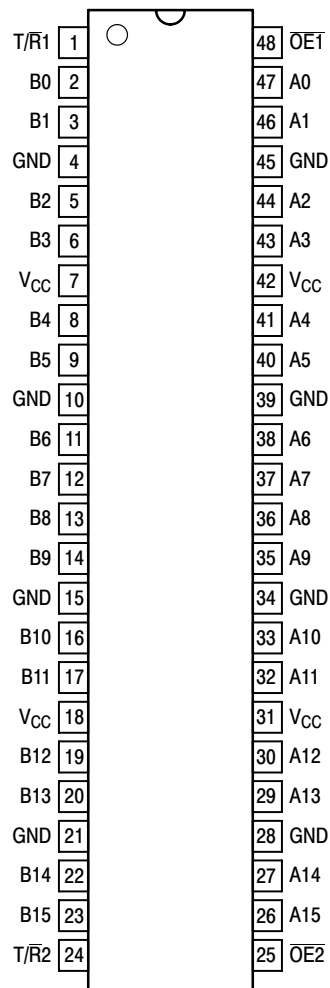 T/R̅1 1 48 O̅E̅1̅
B0 2 47 A0
B1 3 46 A1
GND 4 45 GND
B2 5 44 A2
B3 6 43 A3
VCC 7 42 VCC
B4 8 41 A4
B5 9 40 A5
GND 10 39 GND
B6 11 38 A6
B7 12 37 A7
B8 13 36 A8
B9 14 35 A9
GND 15 34 GND
B10 16 33 A10
B11 17 32 A11
VCC 18 31 VCC
B12 19 30 A12
B13 20 29 A13
GND 21 28 GND
B14 22 27 A14
B15 23 26 A15
T/R̅2 24 25 O̅E̅2̅